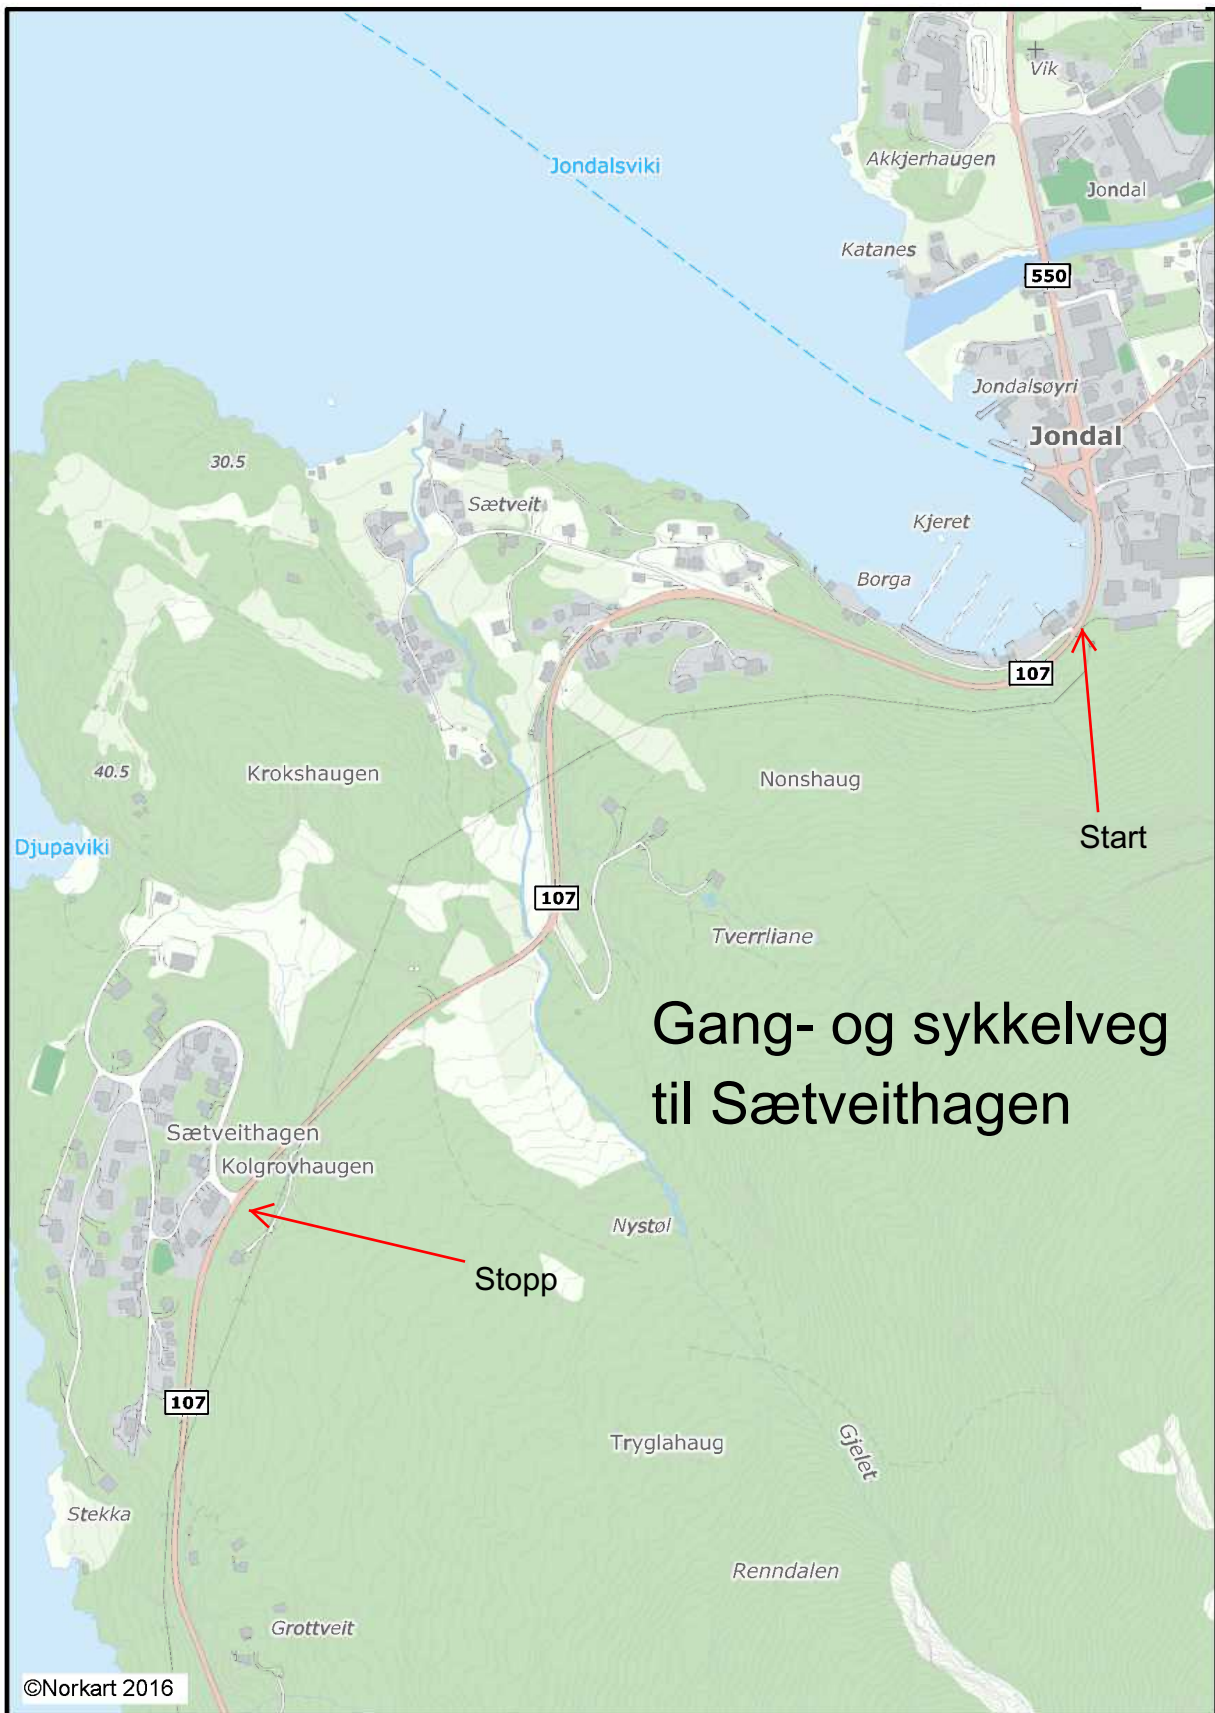 Vik
Jondalsviki
Akkjerhaugen
Jondal
Katanes
550
Jondalsøyri
Jondal
30.5
Sætveit
Kjeret
Borga
107
40.5
Krokshaugen
Nonshaug
Djupaviki
Start
107
Tverrliane
Gang- og sykkelveg
til Sætveithagen
Sætveithagen
Kolgrovhaugen
Nystøl
Stopp
107
Tryglahaug
Gjelet
Stekka
Renndalen
Grottveit
©Norkart 2016